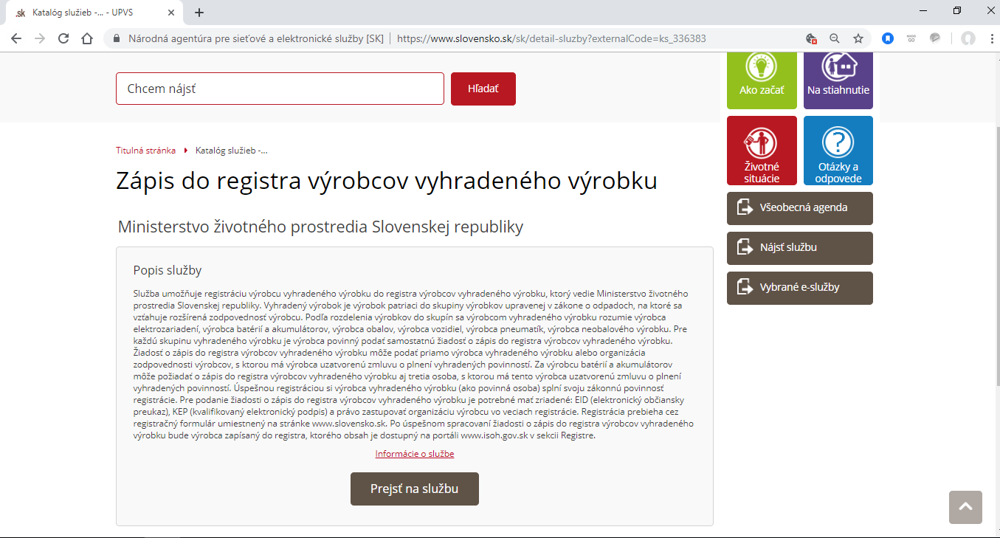 .sk Katalóg služieb -... - UPVS
Národná agentúra pre sieťové a elektronické služby [SK] https://www.slovensko.sk/sk/detail-sluzby?externalCode=ks_336383
Chcem nájsť
Hľadať
Ako začať
Na stiahnutie
Titulná stránka
Katalóg služieb -...
Životné
situácie
Otázky a
odpovede
Zápis do registra výrobcov vyhradeného výrobku
Všeobecná agenda
Nájsť službu
Vybrané e-služby
Ministerstvo životného prostredia Slovenskej republiky
Popis služby
Služba umožňuje registráciu výrobcu vyhradeného výrobku do registra výrobcov vyhradeného výrobku, ktorý vedie Ministerstvo životného
prostredia Slovenskej republiky. Vyhradený výrobok je výrobok patriaci do skupiny výrobkov upravenej v zákone o odpadoch, na ktoré sa
vzťahuje rozšírená zodpovednosť výrobcu. Podľa rozdelenia výrobkov do skupín sa výrobcom vyhradeného výrobku rozumie výrobca
elektrozariadení, výrobca batérií a akumulátorov, výrobca obalov, výrobca vozidiel, výrobca pneumatík, výrobca neobalového výrobku. Pre
každú skupinu vyhradeného výrobku je výrobca povinný podať samostatnú žiadosť o zápis do registra výrobcov vyhradeného výrobku.
Žiadosť o zápis do registra výrobcov vyhradeného výrobku môže podať priamo výrobca vyhradeného výrobku alebo organizácia
zodpovednosti výrobcov, s ktorou má výrobca uzatvorenú zmluvu o plnení vyhradených povinností. Za výrobcu batérií a akumulátorov
môže požiadať o zápis do registra výrobcov vyhradeného výrobku aj tretia osoba, s ktorou má tento výrobca uzatvorenú zmluvu o plnení
vyhradených povinností. Úspešnou registráciou si výrobca vyhradeného výrobku (ako povinná osoba) splní svoju zákonnú povinnosť
registrácie. Pre podanie žiadosti o zápis do registra výrobcov vyhradeného výrobku je potrebné mať zriadené: EID (elektronický občiansky
preukaz), KEP (kvalifikovaný elektronický podpis) a právo zastupovať organizáciu výrobcu vo veciach registrácie. Registrácia prebieha cez
registračný formulár umiestnený na stránke www.slovensko.sk. Po úspešnom spracovaní žiadosti o zápis do registra výrobcov vyhradeného
výrobku bude výrobca zapísaný do registra, ktorého obsah je dostupný na portáli www.isoh.gov.sk v sekcii Registre.
Informácie o službe
Prejsť na službu